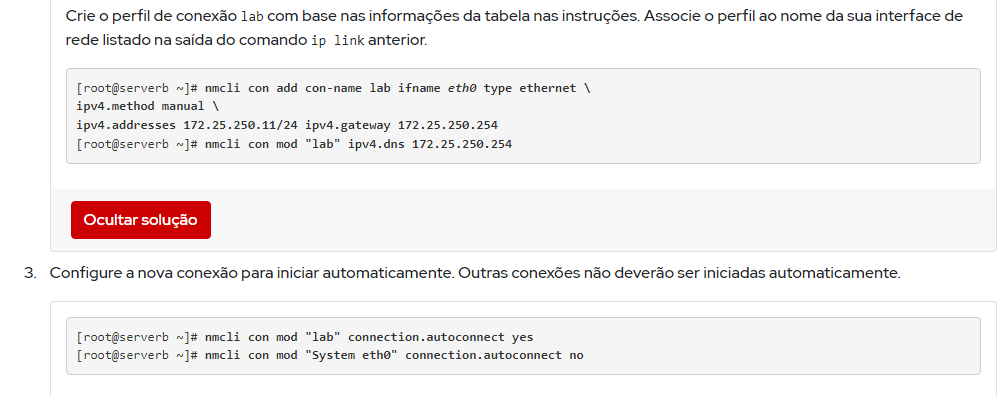 Crie o perfil de conexão lab com base nas informações da tabela nas instruções. Associe o perfil ao nome da sua interface de
rede listado na saída do comando ip link anterior.
[root@serverb ~]# nmcli con add con-name lab ifname eth0 type ethernet \
ipv4.method manual \
ipv4.addresses 172.25.250.11/24 ipv4.gateway 172.25.250.254
[root@serverb ~]# nmcli con mod "lab" ipv4.dns 172.25.250.254
Ocultar solução
3. Configure a nova conexão para iniciar automaticamente. Outras conexões não deverão ser iniciadas automaticamente.
[root@serverb ~]# nmcli con mod "lab" connection.autoconnect yes
[root@serverb ~]# nmcli con mod "System eth0" connection.autoconnect no